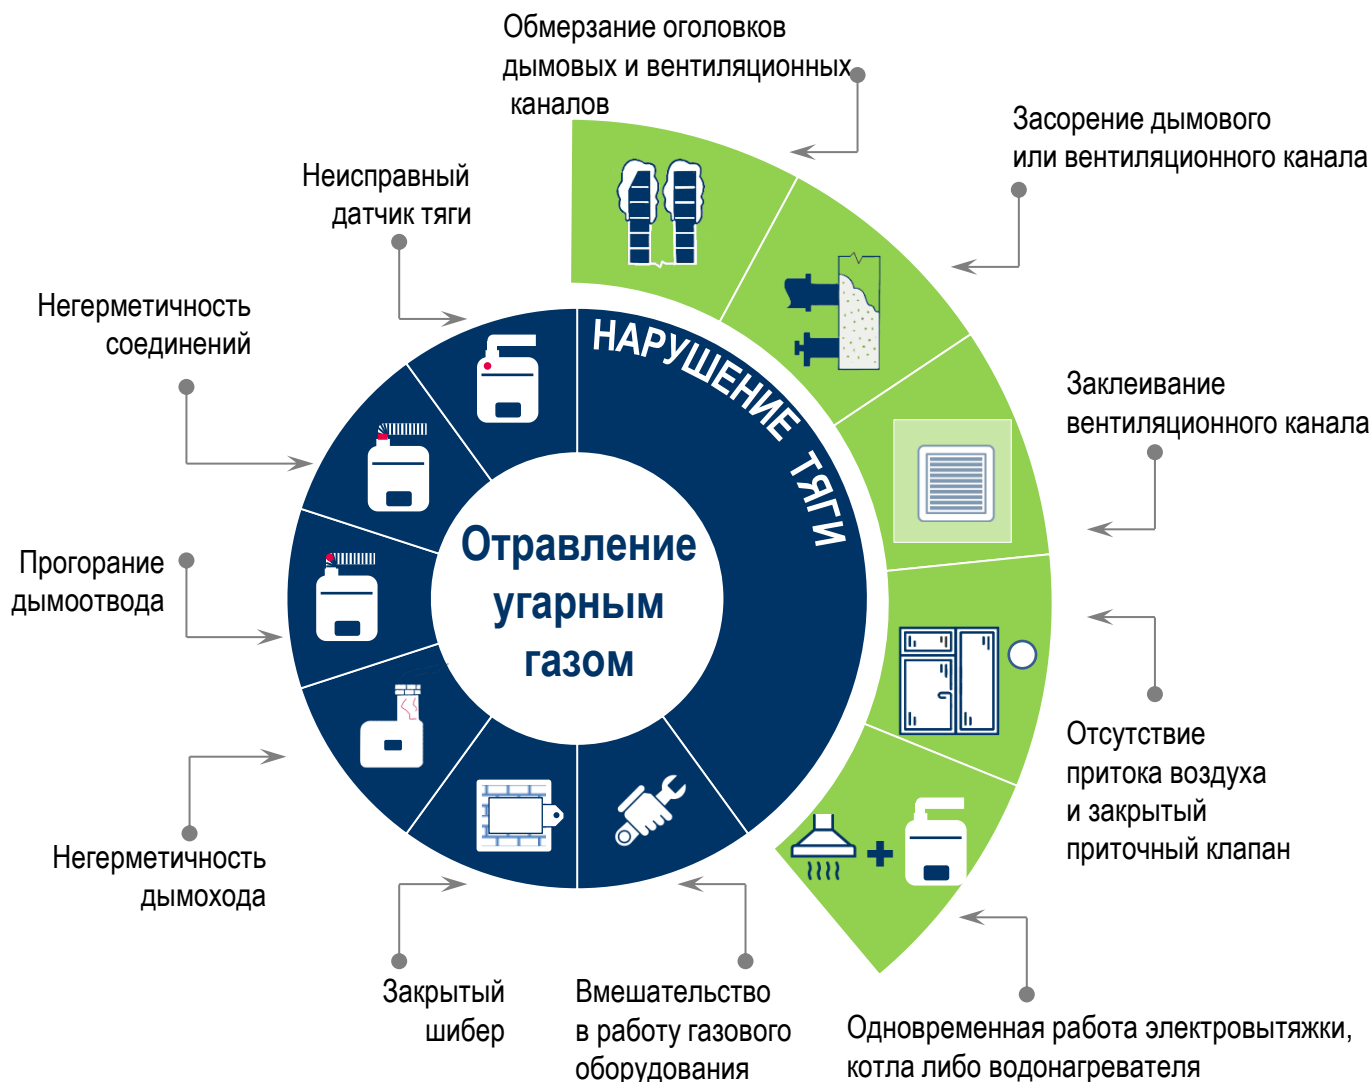 Обмерзание оголовков
дымовых и вентиляционных
каналов
Засорение дымового
или вентиляционного канала
Неисправный
датчик тяги
Негерметичность
соединений
НАРУШЕНИЕ ТЯГИ
Заклеивание
вентиляционного канала
Отравление
угарным
газом
Прогорание
дымоотвода
Отсутствие
притока воздуха
и закрытый
приточный клапан
Негерметичность
дымохода
Закрытый
шибер
Вмешательство
в работу газового
оборудования
Одновременная работа электровытяжки,
котла либо водонагревателя